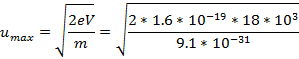 u_max = √(2eV/m) = √((2 * 1.6 * 10^-19 * 18 * 10^3)/(9.1 * 10^-31))